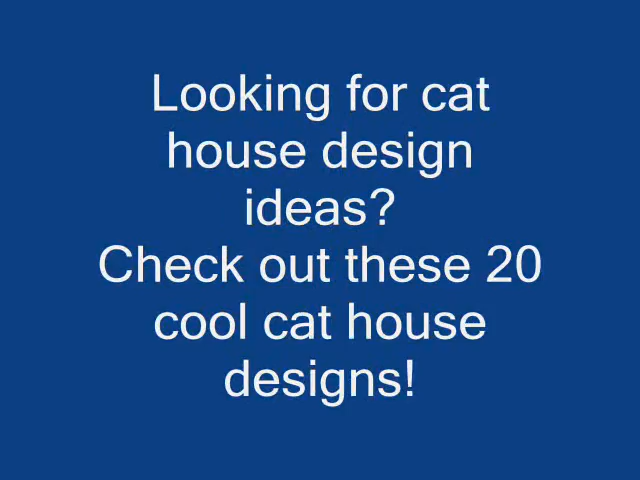 Looking for cat
house design
ideas?
Check out these 20
cool cat house
designs!